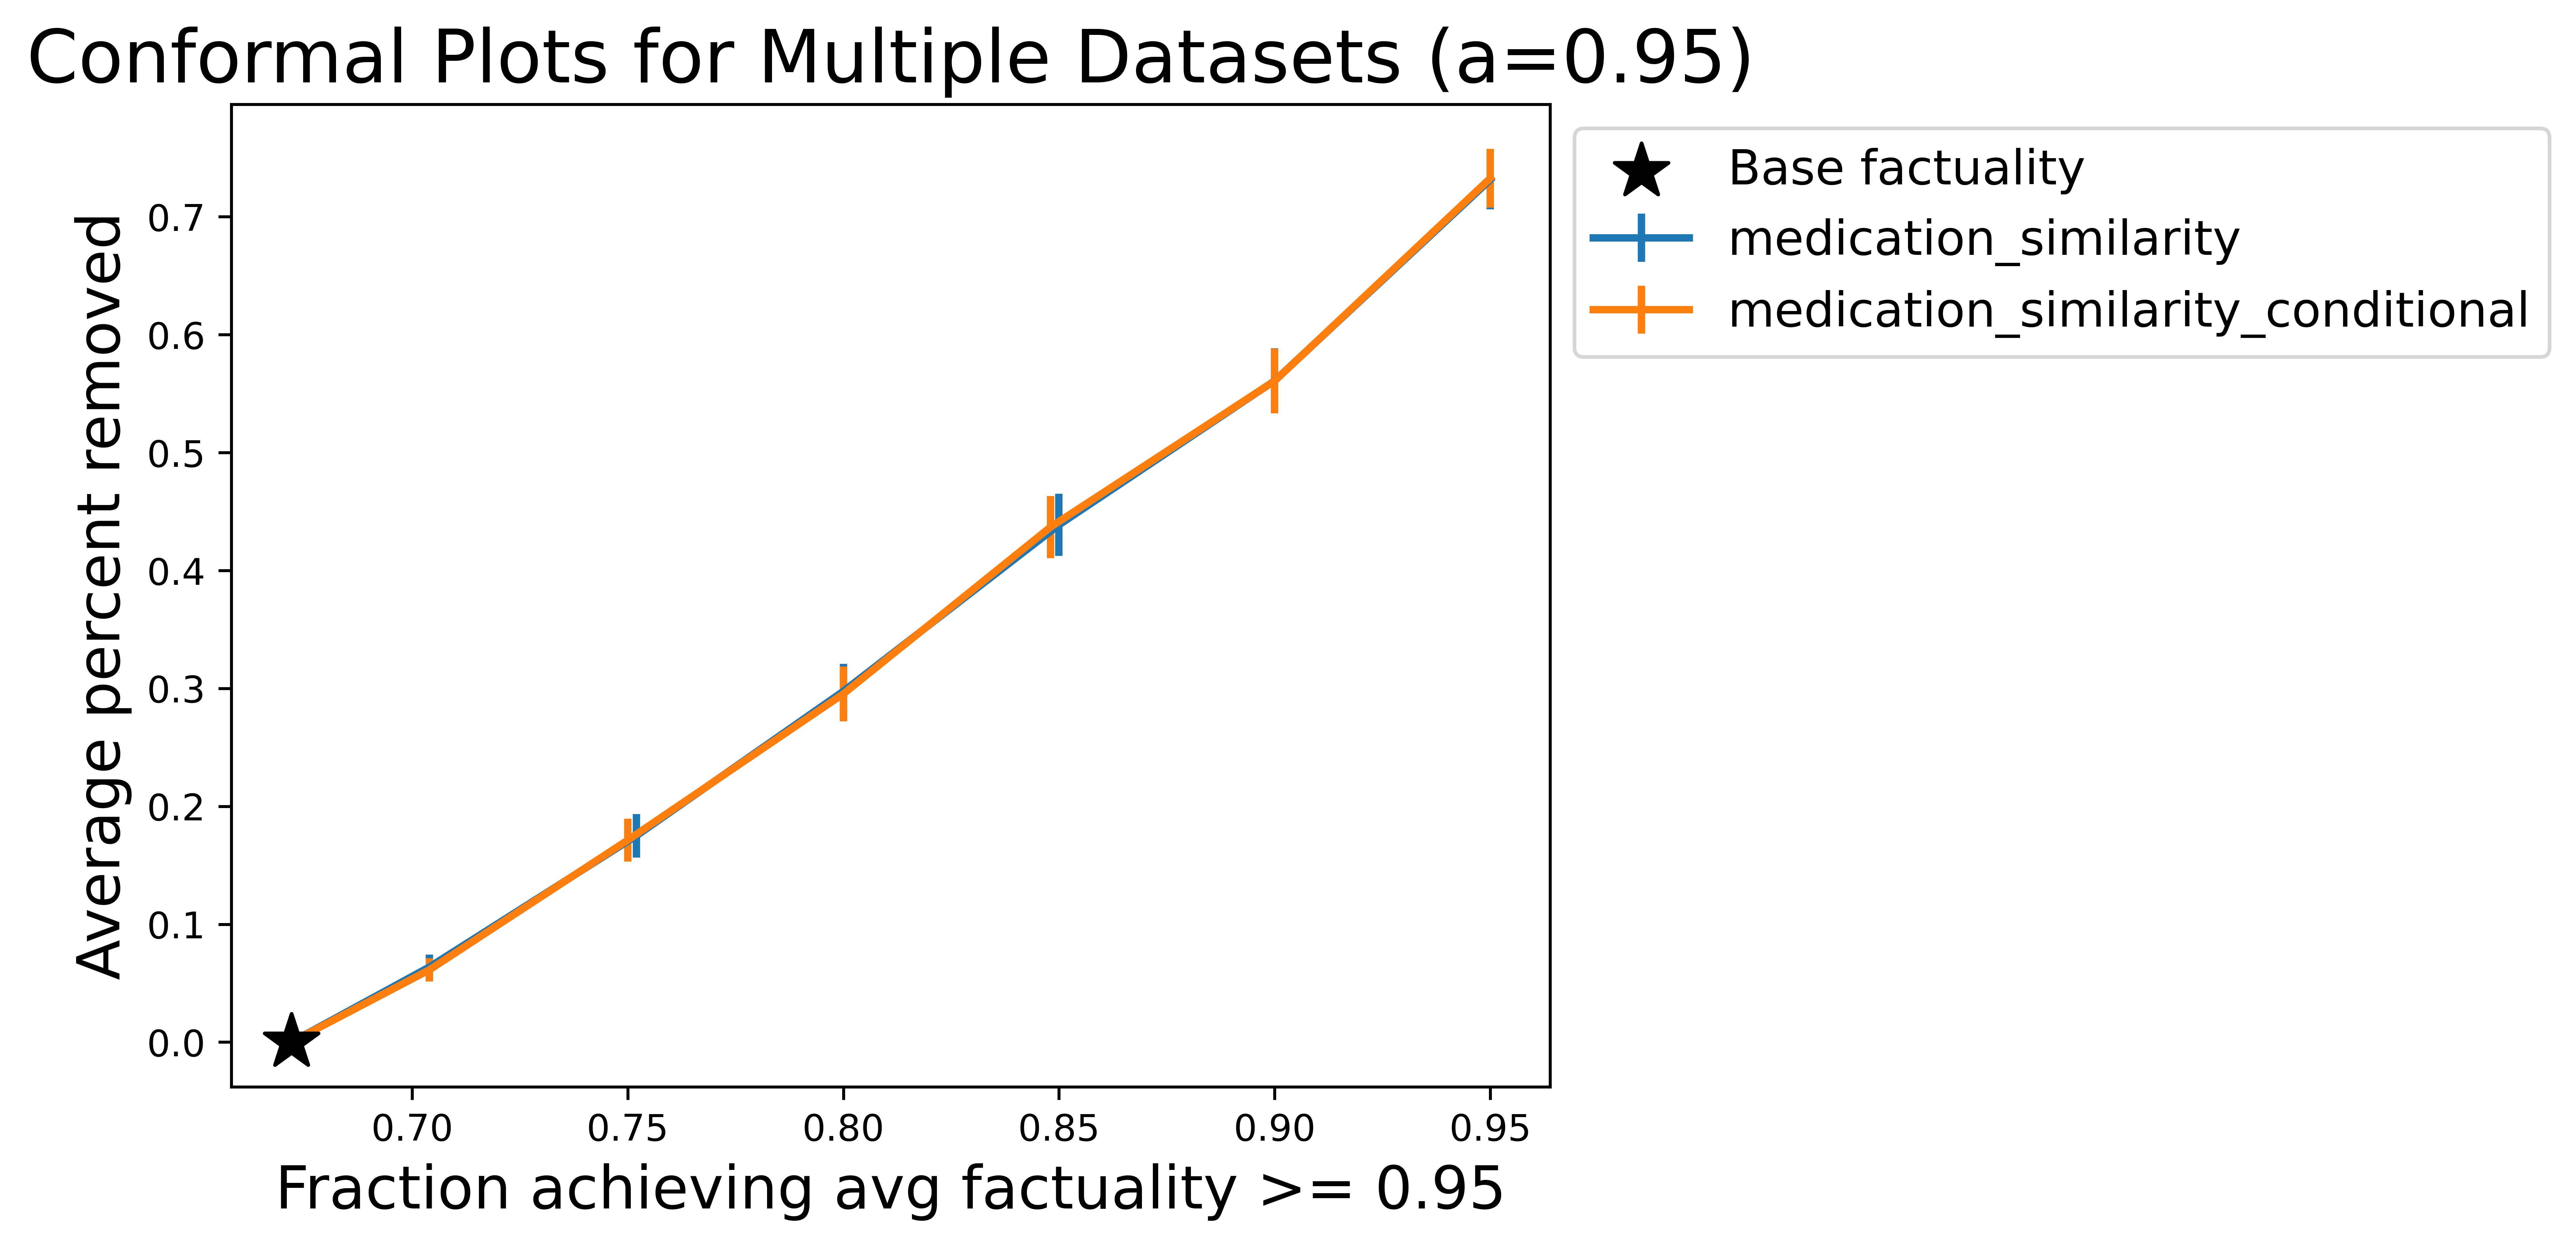 Conformal Plots for Multiple Datasets (a=0.95)
Base factuality
medication_similarity
medication_similarity_conditional
Average percent removed
0.7
0.6
0.5
0.4
0.3
0.2
0.1
0.0
0.70 0.75 0.80 0.85 0.90 0.95
Fraction achieving avg factuality >= 0.95